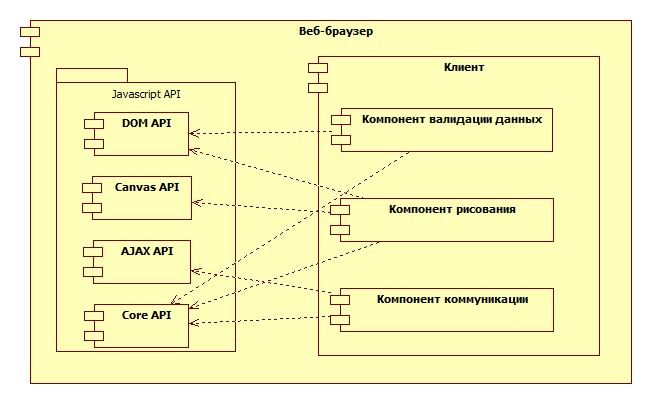 Веб-браузер
Клиент
Javascript API
DOM API
Компонент валидации данных
Canvas API
Компонент рисования
AJAX API
Компонент коммуникации
Core API